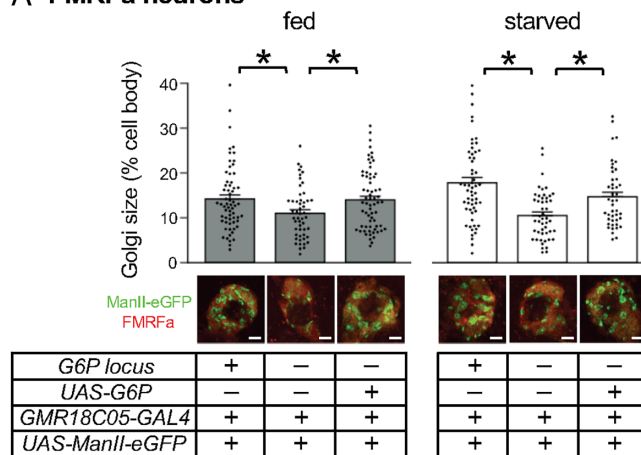 A FMRFa neurons
fed starved
* * * *
Golgi size (% cell body)
40
30
20
10
0
ManII-eGFP
FMRFa
G6P locus + – – + – –
UAS-G6P – – + – – +
GMR18C05-GAL4 + + + + + +
UAS-ManII-eGFP + + + + + +